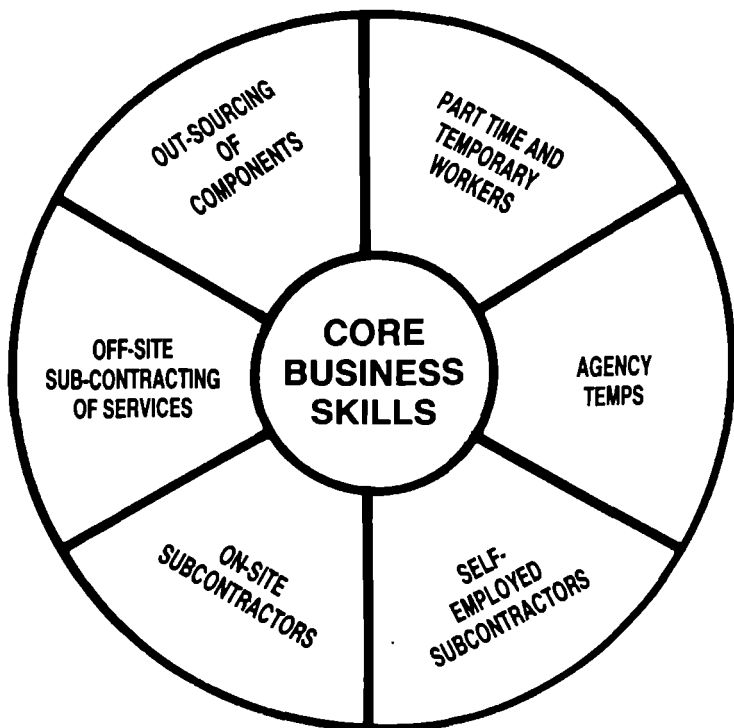 OUT-SOURCING
OF
COMPONENTS
PART TIME AND
TEMPORARY
WORKERS
OFF-SITE
SUB-CONTRACTING
OF SERVICES
CORE
BUSINESS
SKILLS
AGENCY
TEMPS
ON-SITE
SUBCONTRACTORS
SELF-
EMPLOYED
SUBCONTRACTORS